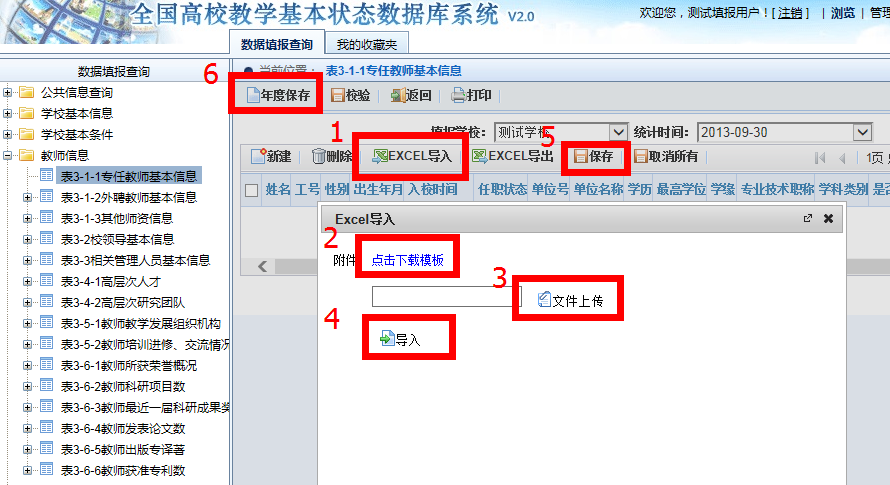 全国高校教学基本状态数据库系统 V2.0
欢迎您，测试填报用户！[注销] | 浏览 | 管理
数据填报查询 我的收藏夹
数据填报查询
当前位置： 表3-1-1专任教师基本信息
6
年度保存 校验 返回 打印
填报学校: 测试学校 统计时间: 2013-09-30
1 5
新建 删除 EXCEL导入 EXCEL导出 保存 取消所有 1页
姓名 工号 性别 出生年月 入校时间 任职状态 单位号 单位名称 学历 最高学位 学缘 专业技术职称 学科类别 是否
公共信息查询
学校基本信息
学校基本条件
教师信息
表3-1-1专任教师基本信息
表3-1-2外聘教师基本信息
表3-1-3其他师资信息
表3-2校领导基本信息
表3-3相关管理人员基本信息
表3-4-1高层次人才
表3-4-2高层次研究团队
表3-5-1教师教学发展组织机构
表3-5-2教师培训进修、交流情况
表3-6-1教师所获荣誉概况
表3-6-2教师科研项目数
表3-6-3教师最近一届科研成果奖
表3-6-4教师发表论文数
表3-6-5教师出版专译著
表3-6-6教师获准专利数
Excel导入
2
附件 点击下载模板
3
文件上传
4
导入